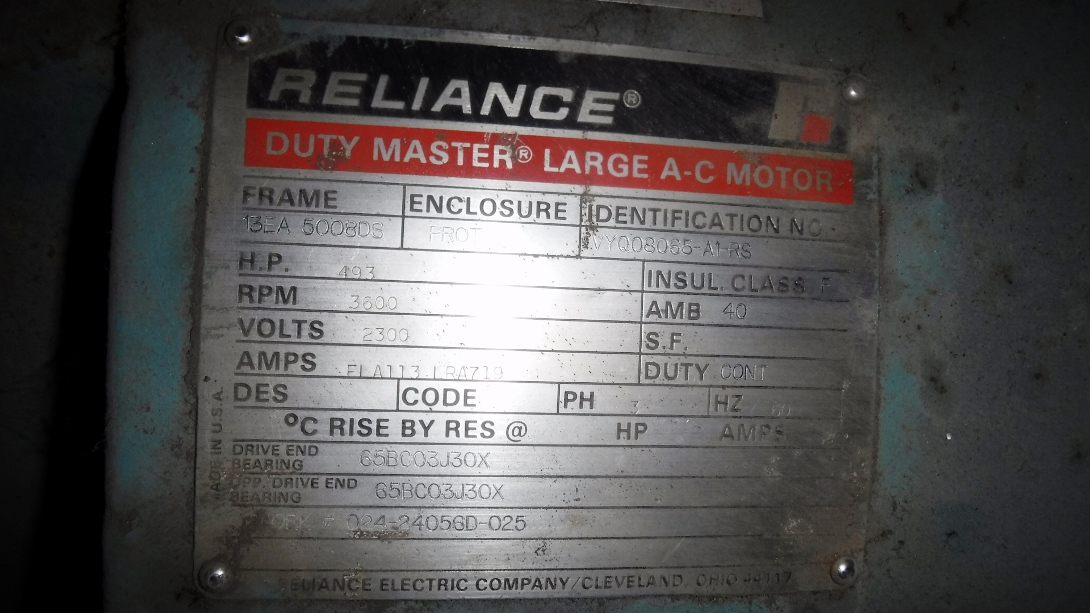 RELIANCE®
DUTY MASTER® LARGE A-C MOTOR
FRAME ENCLOSURE IDENTIFICATION NO.
13EA 5008DS PROT VYQ08065-A1-RS
H.P. 493 INSUL. CLASS F
RPM 3600 AMB 40
VOLTS 2300 S.F.
AMPS FLA113 LRA719 DUTY CONT
DES CODE PH 3 HZ 60
°C RISE BY RES @ HP AMPS
DRIVE END
BEARING 65BC03J30X
OPP. DRIVE END
BEARING 65BC03J30X
024-24056D-025
RELIANCE ELECTRIC COMPANY/CLEVELAND, OHIO 44117
MADE IN U.S.A.